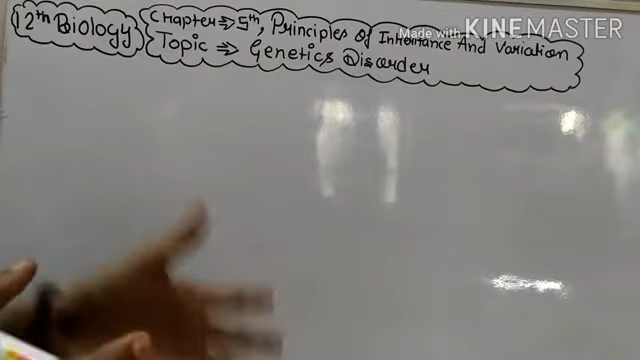 12th Biology
Chapter ⇒ 5th, Principles Of Inheritance And Variation
Topic ⇒ Genetics Disorder
Made with KINEMASTER